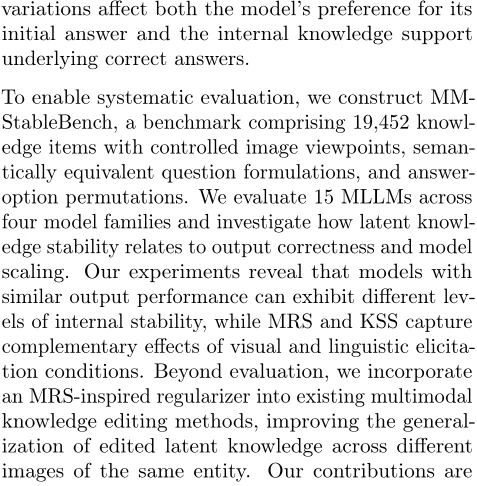 variations affect both the model's preference for its
initial answer and the internal knowledge support
underlying correct answers.
To enable systematic evaluation, we construct MM-
StableBench, a benchmark comprising 19,452 knowl-
edge items with controlled image viewpoints, seman-
tically equivalent question formulations, and answer-
option permutations. We evaluate 15 MLLMs across
four model families and investigate how latent knowl-
edge stability relates to output correctness and model
scaling. Our experiments reveal that models with
similar output performance can exhibit different lev-
els of internal stability, while MRS and KSS capture
complementary effects of visual and linguistic elicita-
tion conditions. Beyond evaluation, we incorporate
an MRS-inspired regularizer into existing multimodal
knowledge editing methods, improving the general-
ization of edited latent knowledge across different
images of the same entity. Our contributions are